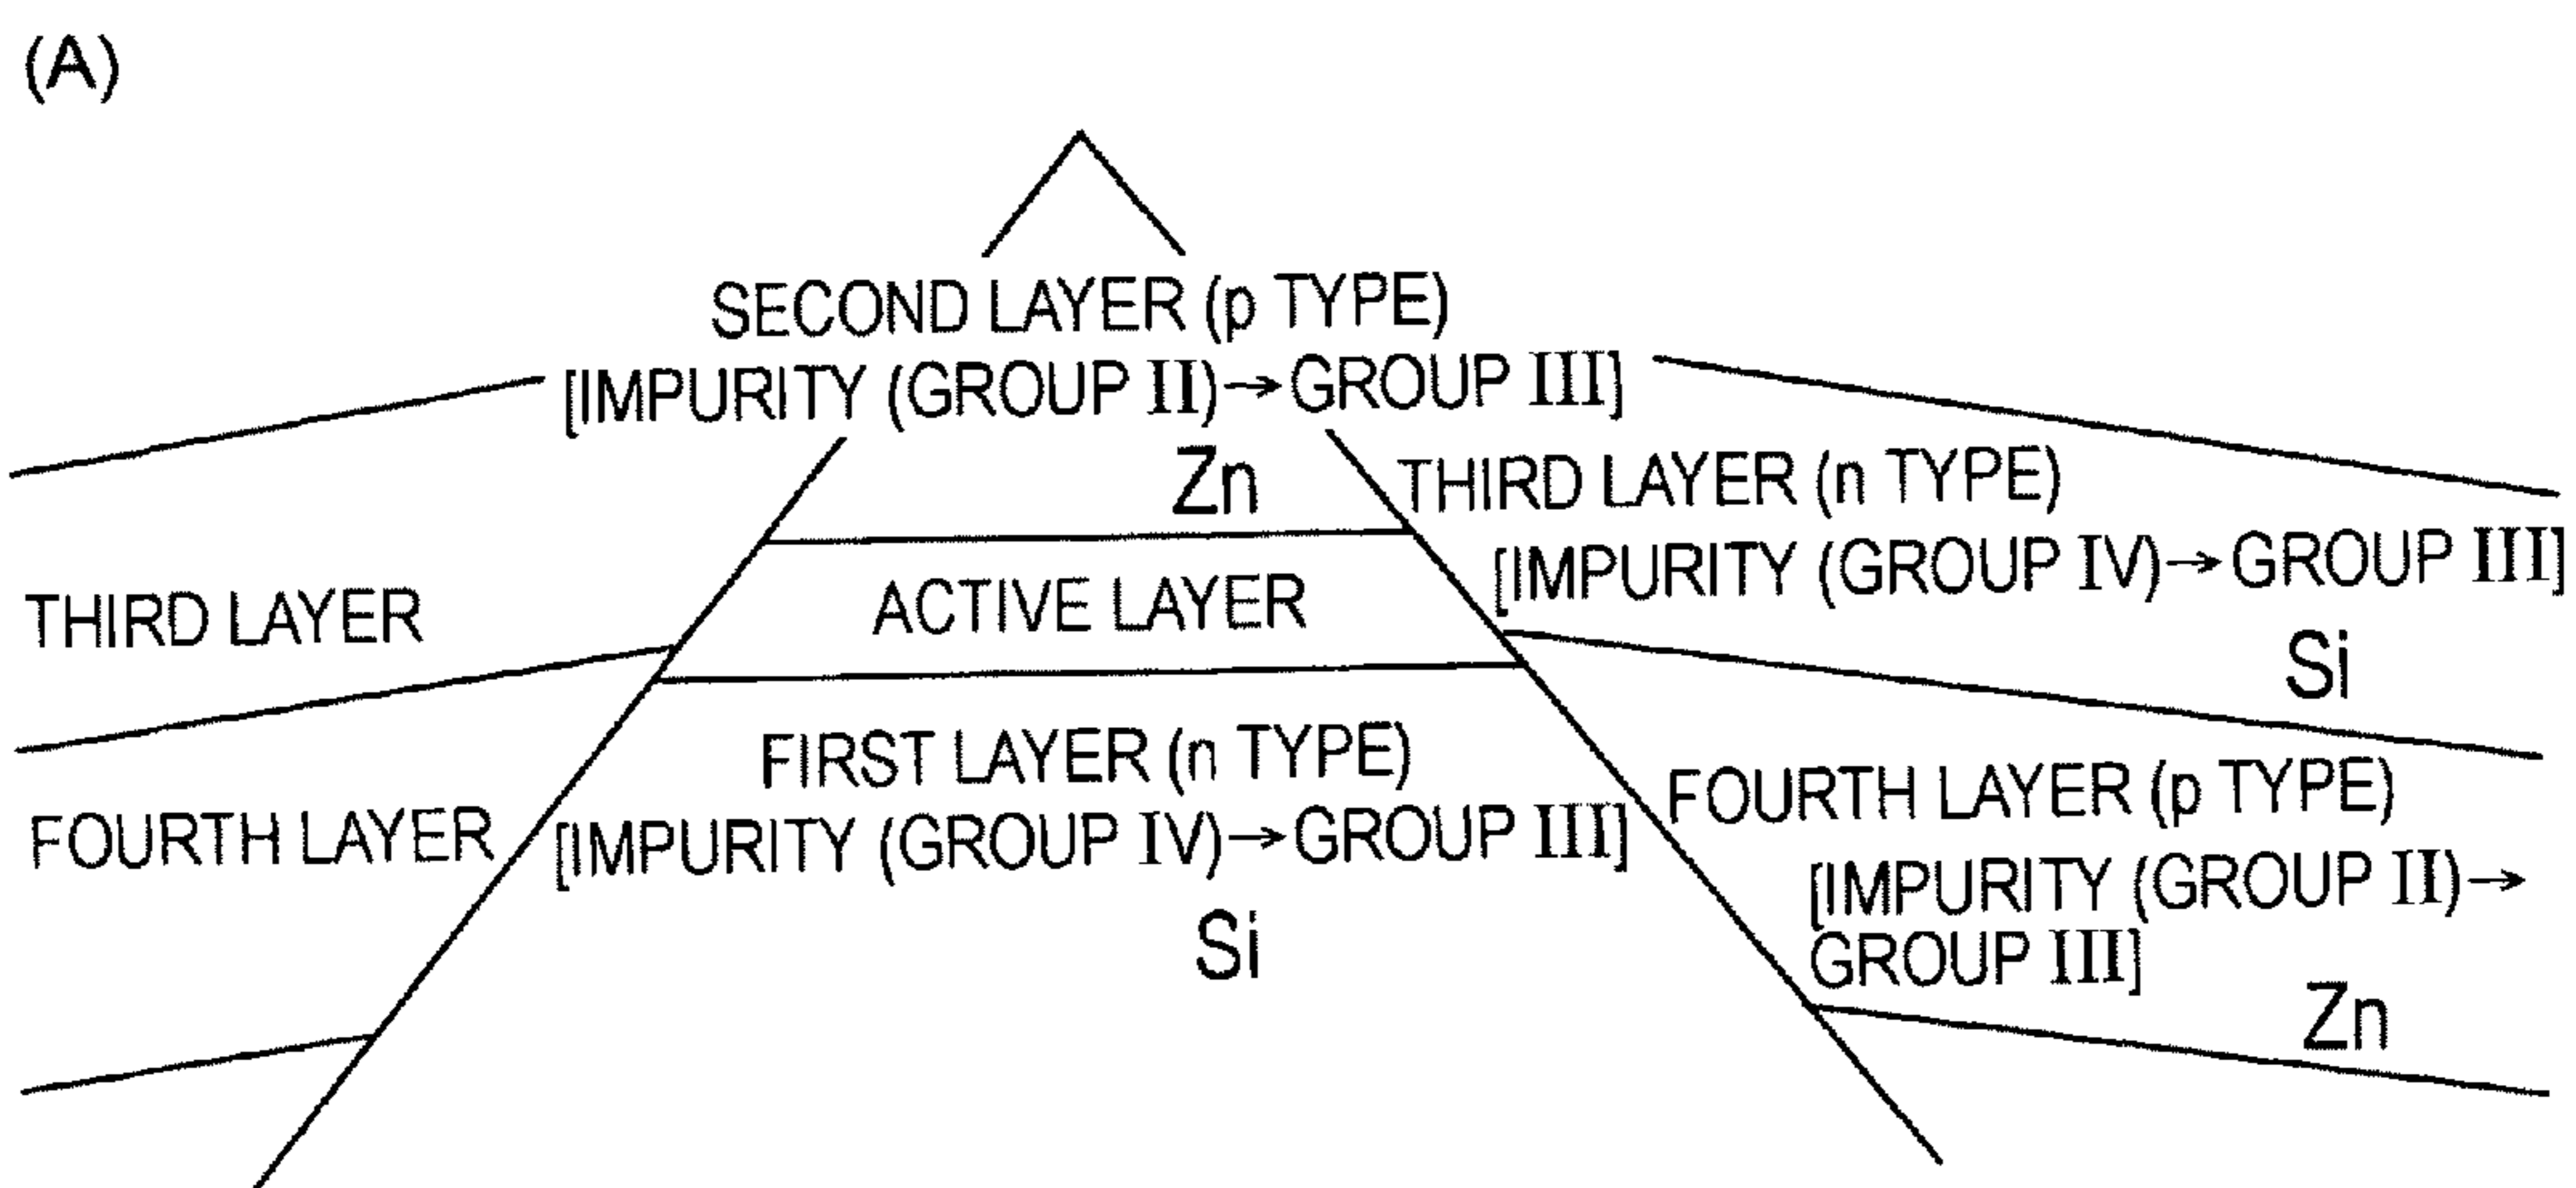 (A)
SECOND LAYER (p TYPE)
[IMPURITY (GROUP II)→GROUP III]
Zn
THIRD LAYER (n TYPE)
[IMPURITY (GROUP IV)→GROUP III]
Si
THIRD LAYER
ACTIVE LAYER
FIRST LAYER (n TYPE)
[IMPURITY (GROUP IV)→GROUP III]
Si
FOURTH LAYER
FOURTH LAYER (p TYPE)
[IMPURITY (GROUP II)→
GROUP III]
Zn